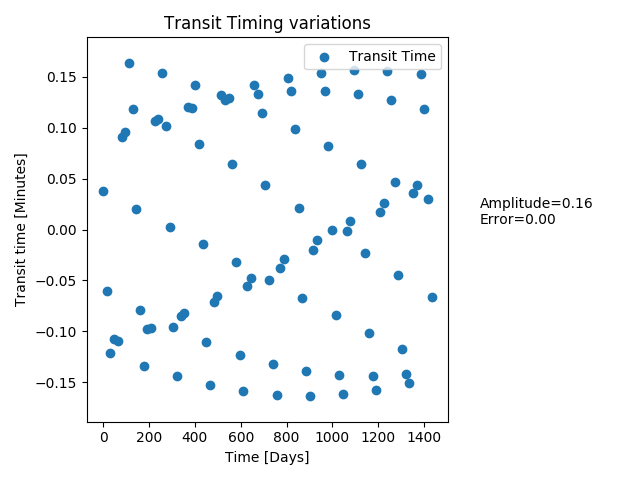 Transit Timing variations
Transit Time
0.15
0.10
0.05
0.00
−0.05
−0.10
−0.15
Transit time [Minutes]
Amplitude=0.16
Error=0.00
0 200 400 600 800 1000 1200 1400
Time [Days]